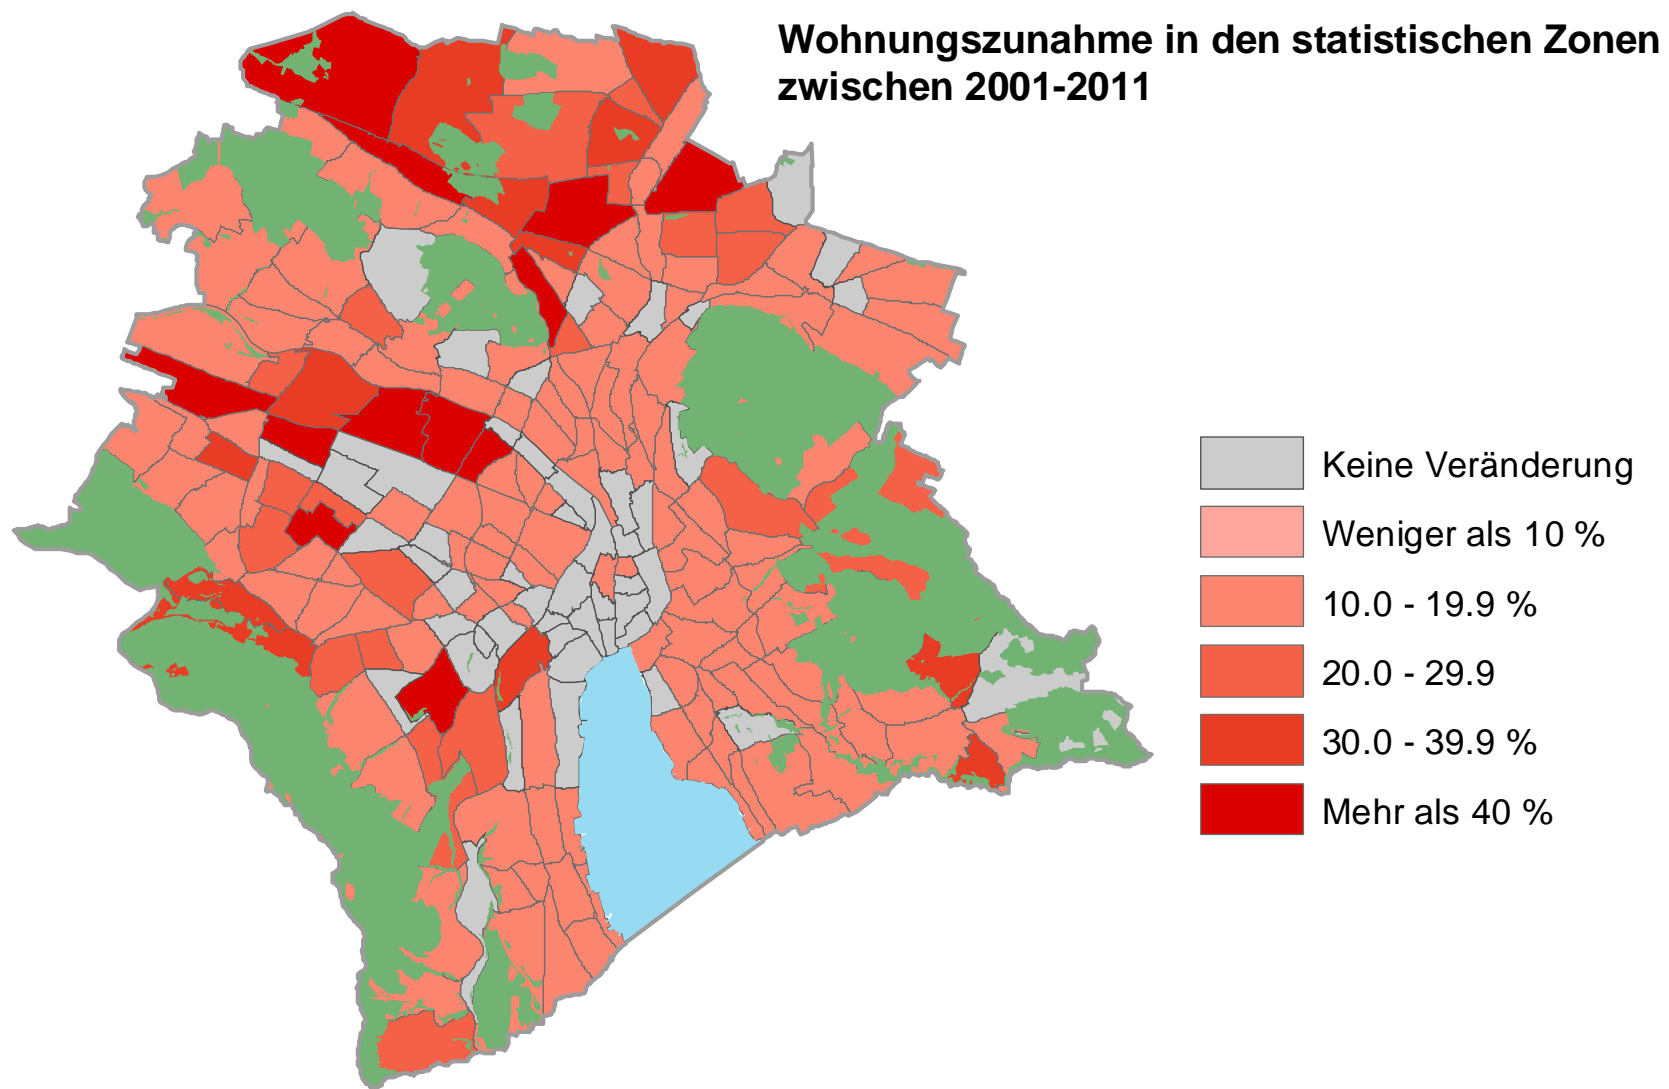 Wohnungszunahme in den statistischen Zonen
zwischen 2001-2011
Keine Veränderung
Weniger als 10 %
10.0 - 19.9 %
20.0 - 29.9
30.0 - 39.9 %
Mehr als 40 %